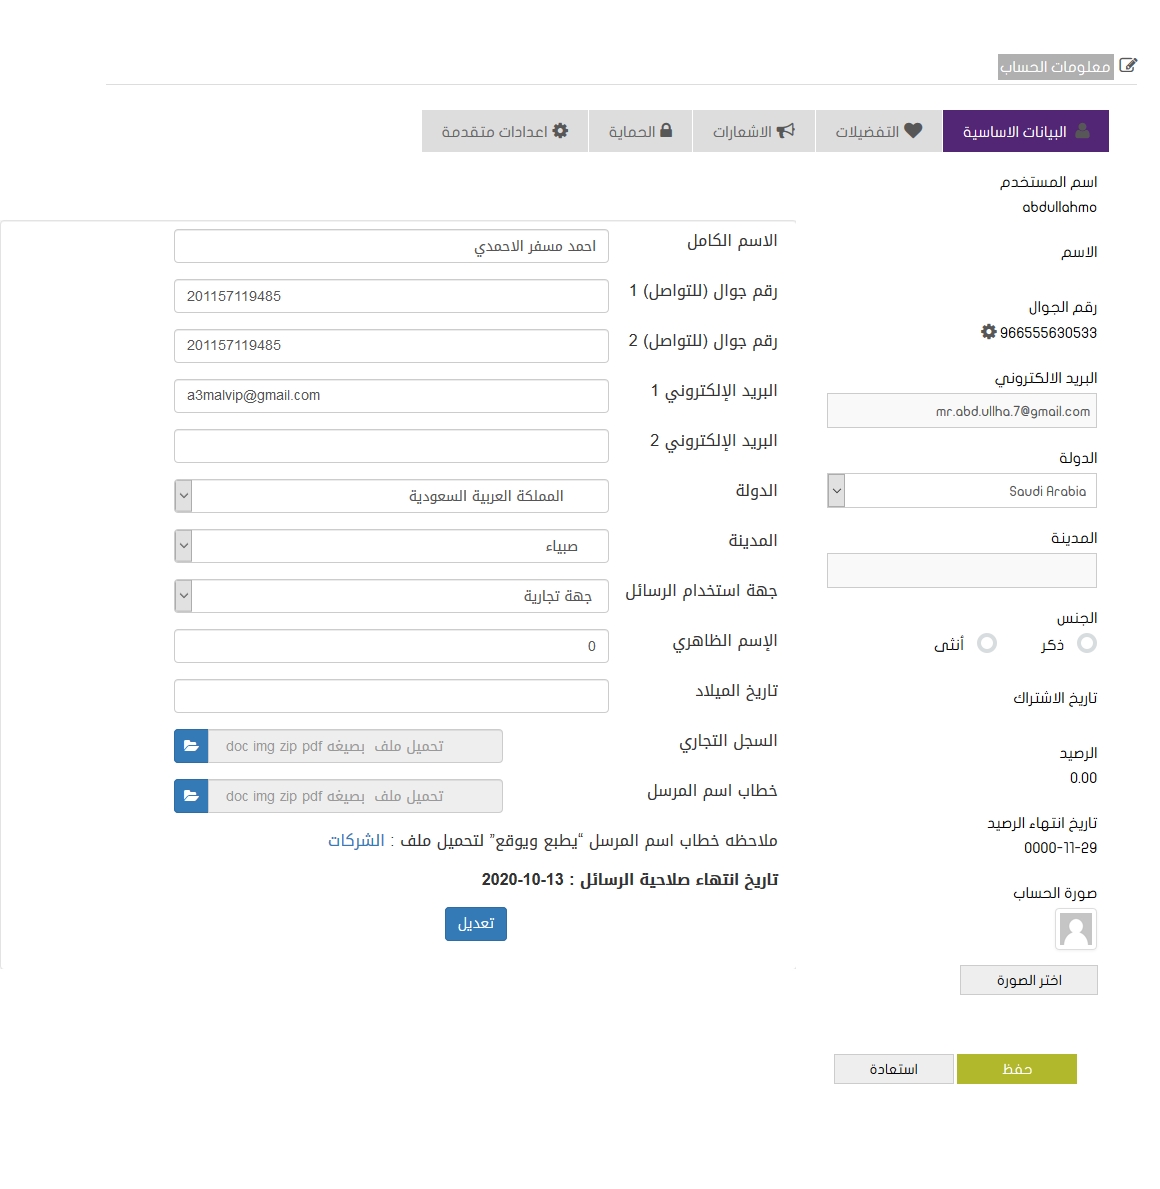 معلومات الحساب
البيانات الاساسية
التفضيلات
الاشعارات
الحماية
اعدادات متقدمة
اسم المستخدم
abdullahmo
الاسم
رقم الجوال
966555630533
البريد الالكتروني
mr.abd.ullha.7@gmail.com
الدولة
Saudi Arabia
المدينة
الجنس
ذكر
أنثى
تاريخ الاشتراك
الرصيد
0.00
تاريخ انتهاء الرصيد
0000-11-29
صورة الحساب
اختر الصورة
حفظ
استعادة
الاسم الكامل
احمد مسفر الاحمدي
رقم جوال (للتواصل) 1
201157119485
رقم جوال (للتواصل) 2
201157119485
البريد الإلكتروني 1
a3malvip@gmail.com
البريد الإلكتروني 2
الدولة
المملكة العربية السعودية
المدينة
صبياء
جهة استخدام الرسائل
جهة تجارية
الإسم الظاهري
0
تاريخ الميلاد
السجل التجاري
تحميل ملف بصيغه doc img zip pdf
خطاب اسم المرسل
تحميل ملف بصيغه doc img zip pdf
ملاحظه خطاب اسم المرسل “يطبع ويوقع” لتحميل ملف : الشركات
تاريخ انتهاء صلاحية الرسائل : 13-10-2020
تعديل